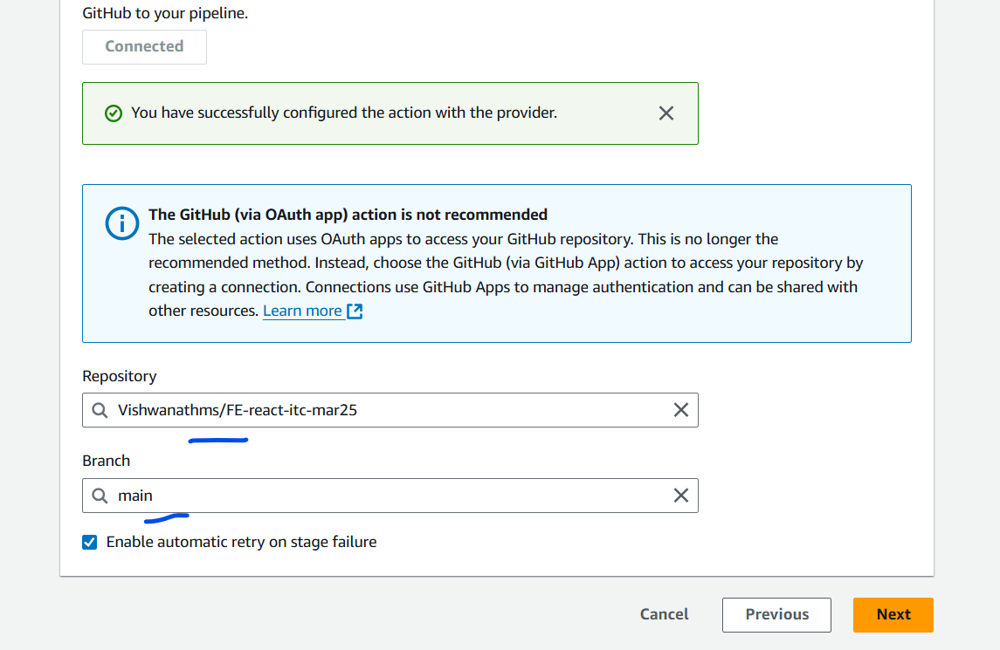 GitHub to your pipeline.
Connected
You have successfully configured the action with the provider.
The GitHub (via OAuth app) action is not recommended
The selected action uses OAuth apps to access your GitHub repository. This is no longer the
recommended method. Instead, choose the GitHub (via GitHub App) action to access your repository by
creating a connection. Connections use GitHub Apps to manage authentication and can be shared with
other resources. Learn more
Repository
Vishwanathms/FE-react-itc-mar25
Branch
main
Enable automatic retry on stage failure
Cancel Previous Next